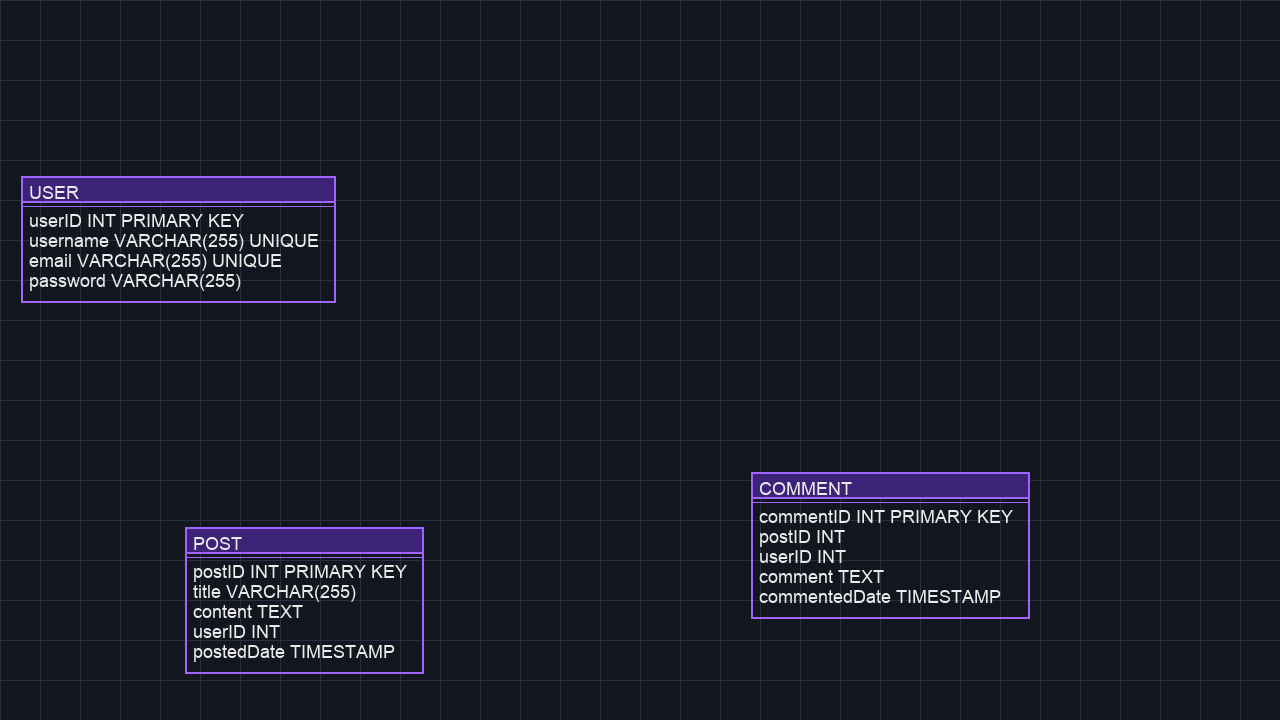 USER
userID INT PRIMARY KEY
username VARCHAR(255) UNIQUE
email VARCHAR(255) UNIQUE
password VARCHAR(255)
POST
postID INT PRIMARY KEY
title VARCHAR(255)
content TEXT
userID INT
postedDate TIMESTAMP
COMMENT
commentID INT PRIMARY KEY
postID INT
userID INT
comment TEXT
commentedDate TIMESTAMP